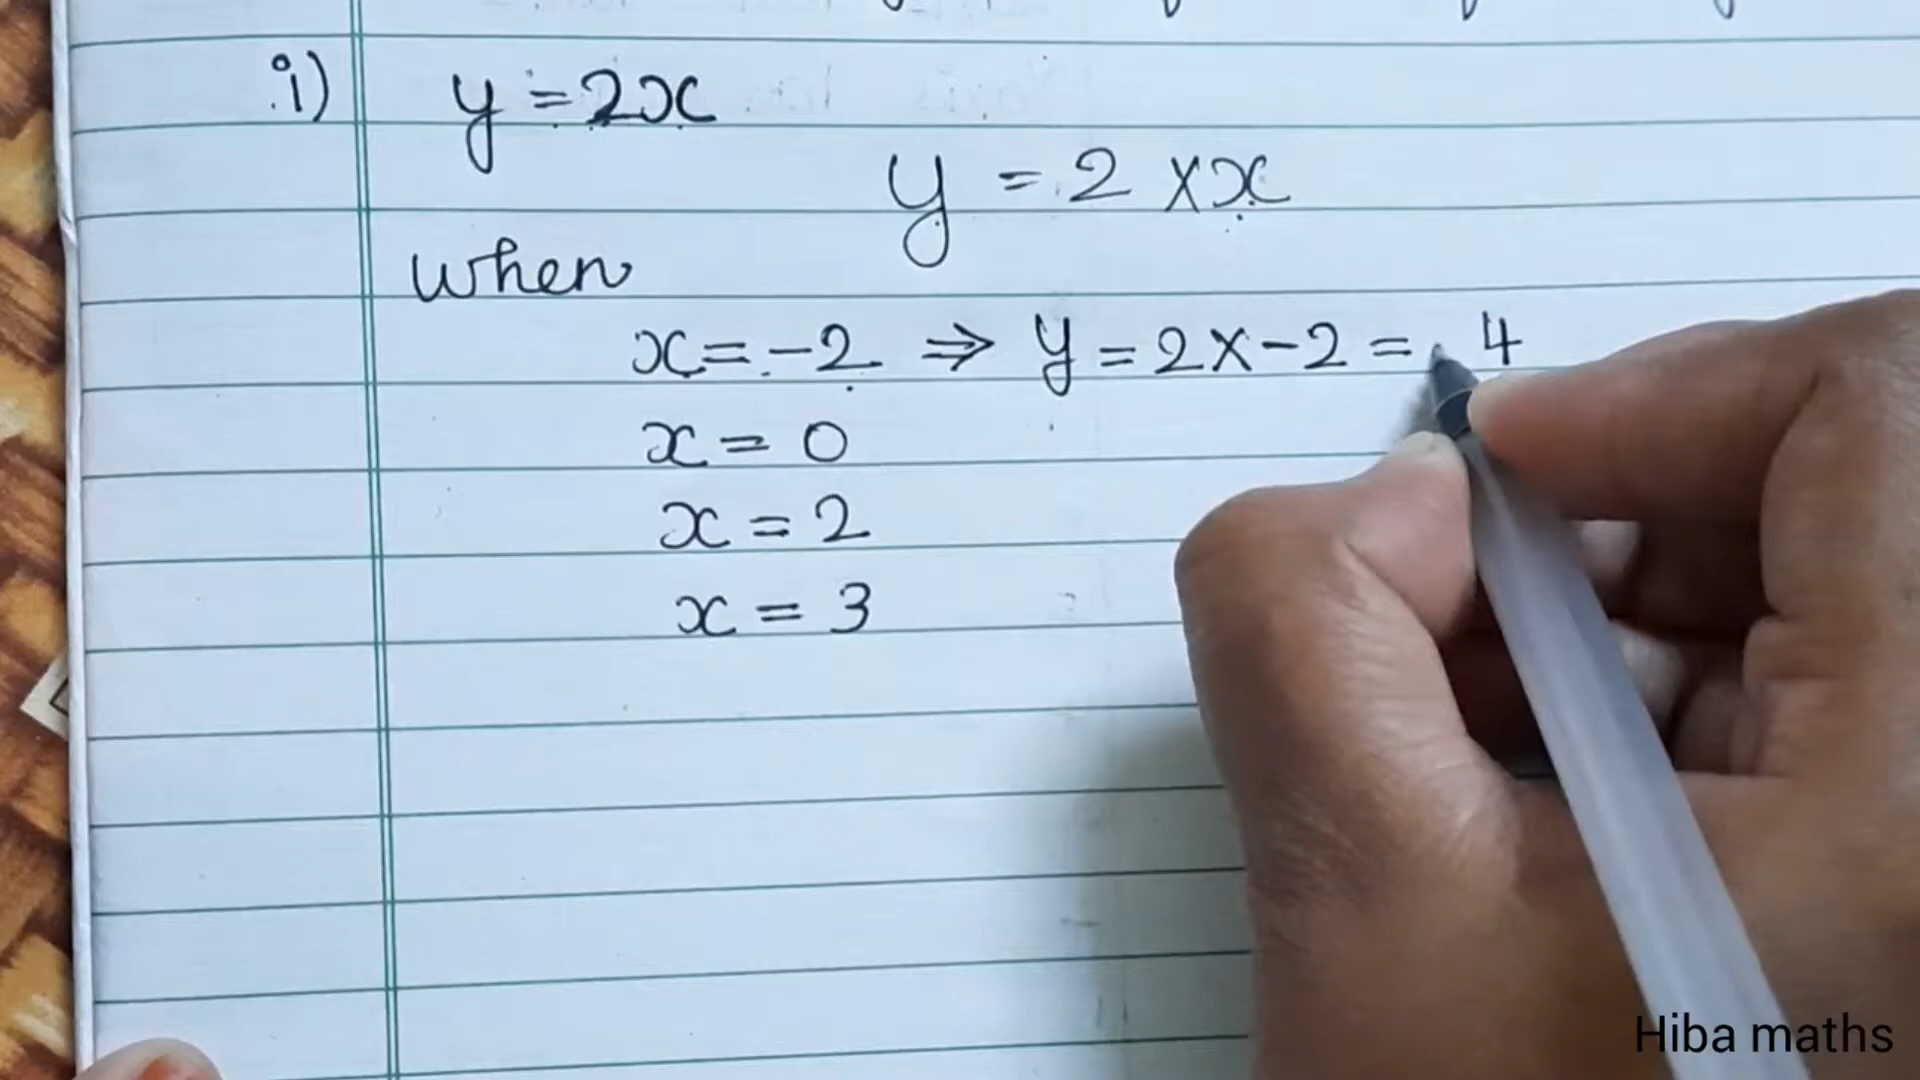 i) y = 2x
y = 2 × x
when
x = -2 ⇒ y = 2 × -2 = 4
x = 0
x = 2
x = 3
Hiba maths